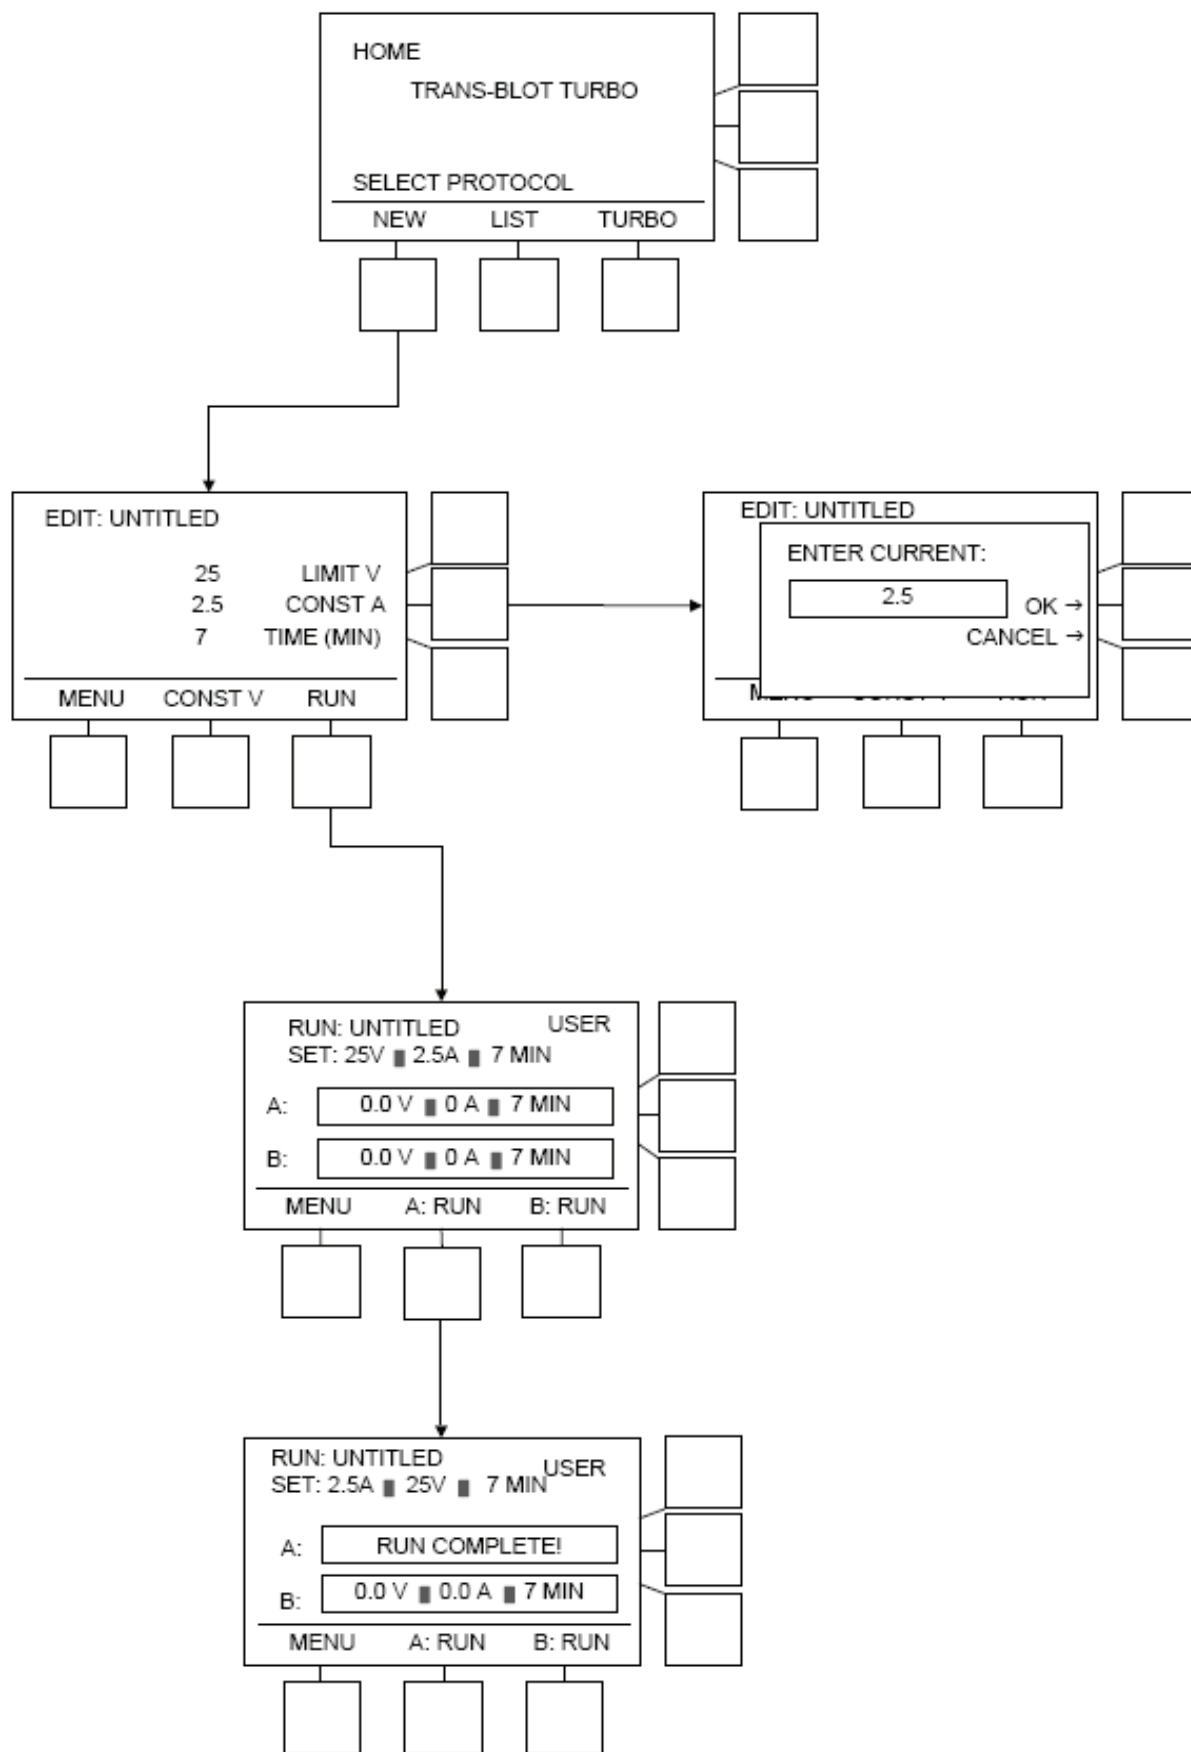 HOME
TRANS-BLOT TURBO
SELECT PROTOCOL
NEW LIST TURBO
EDIT: UNTITLED
25 LIMIT V
2.5 CONST A
7 TIME (MIN)
MENU CONST V RUN
EDIT: UNTITLED
ENTER CURRENT:
2.5
OK →
CANCEL →
RUN: UNTITLED USER
SET: 25V ▮ 2.5A ▮ 7 MIN
A: 0.0 V ▮ 0 A ▮ 7 MIN
B: 0.0 V ▮ 0 A ▮ 7 MIN
MENU A: RUN B: RUN
RUN: UNTITLED USER
SET: 2.5A ▮ 25V ▮ 7 MIN
A: RUN COMPLETE!
B: 0.0 V ▮ 0.0 A ▮ 7 MIN
MENU A: RUN B: RUN